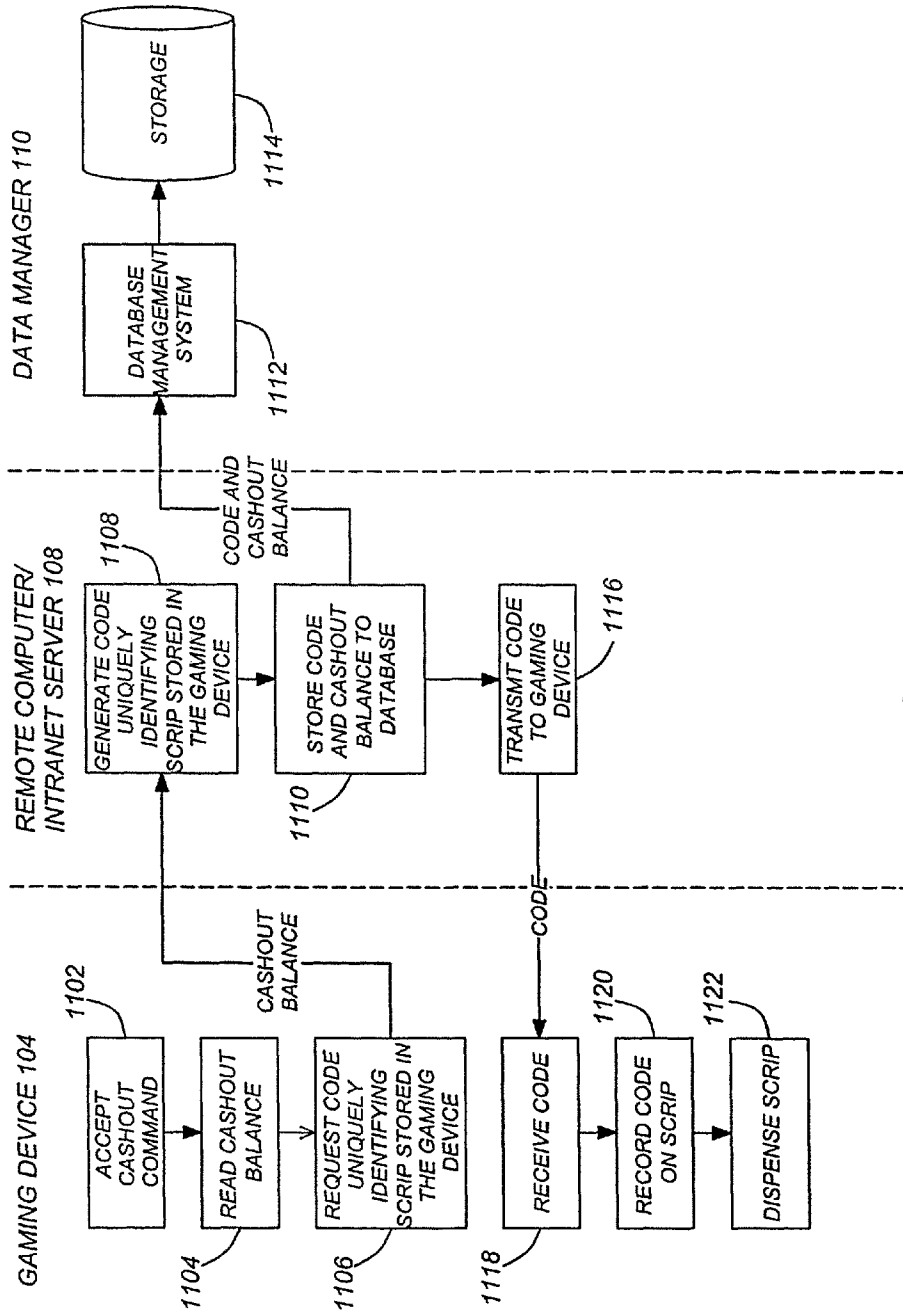 GAMING DEVICE 104
ACCEPT
CASHOUT
COMMAND
1102
READ CASHOUT
BALANCE
1104
REQUEST CODE
UNIQUELY
IDENTIFYING
SCRIP STORED IN
THE GAMING
DEVICE
1106
CASHOUT
BALANCE
RECEIVE CODE
1118
RECORD CODE
ON SCRIP
1120
DISPENSE SCRIP
1122
REMOTE COMPUTER/
INTRANET SERVER 108
GENERATE CODE
UNIQUELY
IDENTIFYING
SCRIP STORED IN
THE GAMING
DEVICE
1108
STORE CODE
AND CASHOUT
BALANCE TO
DATABASE
1110
CODE AND
CASHOUT
BALANCE
TRANSMT CODE
TO GAMING
DEVICE
1116
CODE
DATA MANAGER 110
DATABASE
MANAGEMENT
SYSTEM
1112
STORAGE
1114